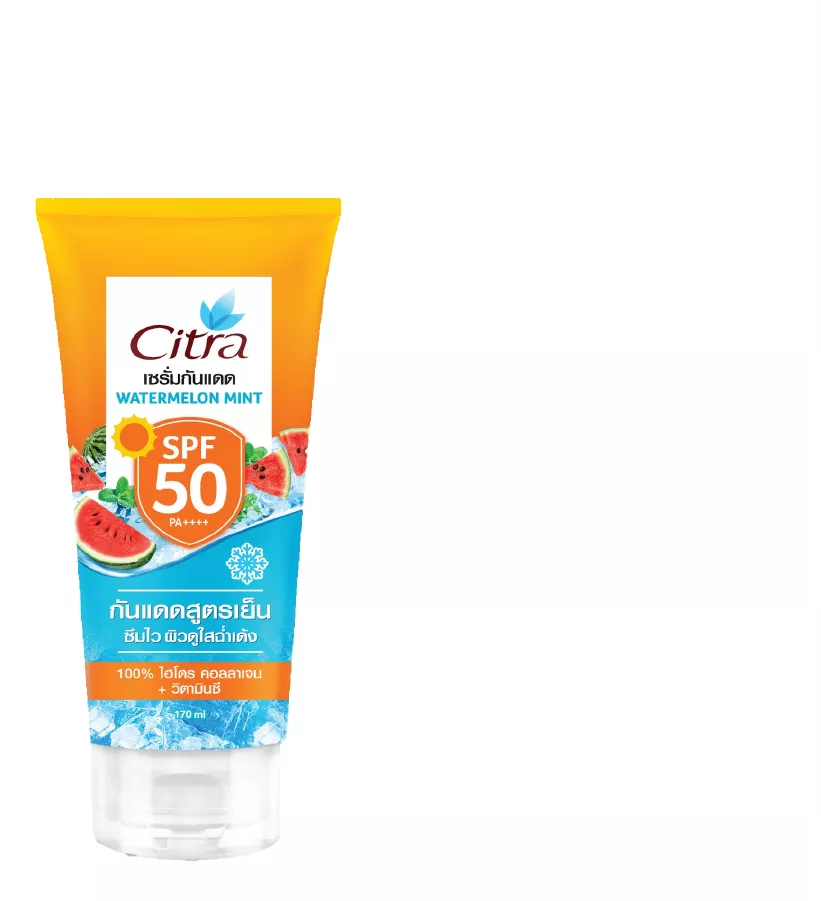 Citra
เซรั่มกันแดด
WATERMELON MINT
SPF
50
PA++++
กันแดดสูตรเย็น
ซึมไว ผิวดูใสฉ่ำเด้ง
100% ไฮโดร คอลลาเจน
+ วิตามินซี
170 ml